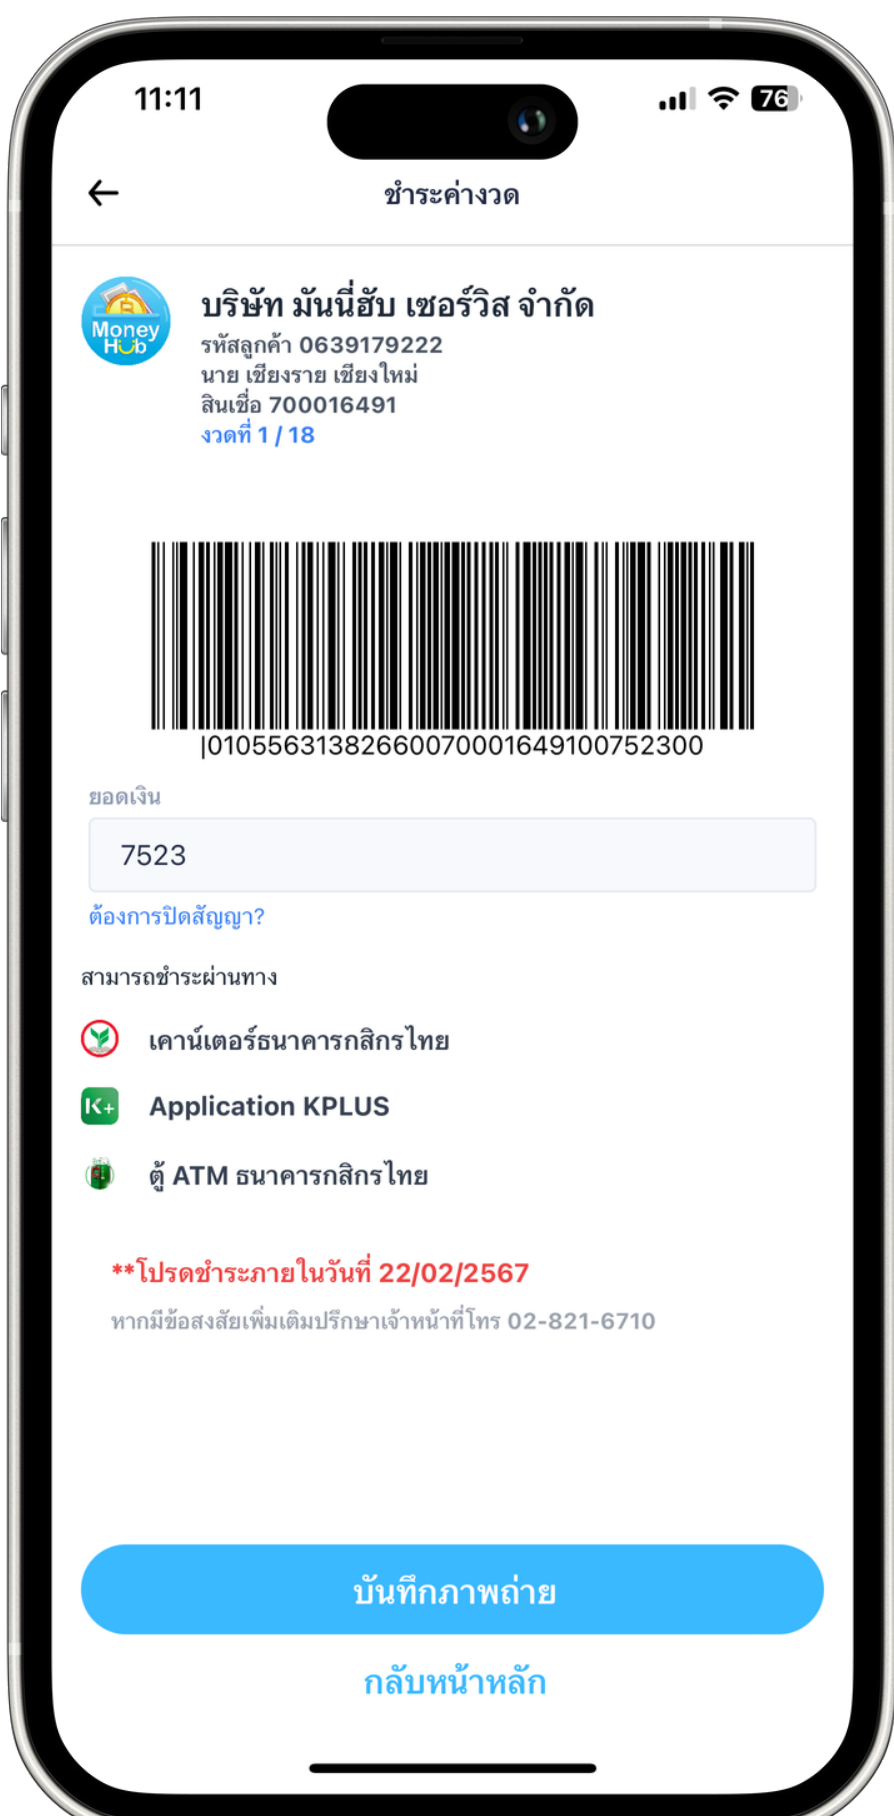 11:11
76
ชำระค่างวด
Money
Hub
บริษัท มันนี่ฮับ เซอร์วิส จำกัด
รหัสลูกค้า 0639179222
นาย เชียงราย เชียงใหม่
สินเชื่อ 700016491
งวดที่ 1 / 18
|010556313826600700016491007523​00
ยอดเงิน
7523
ต้องการปิดสัญญา?
สามารถชำระผ่านทาง
เคาน์เตอร์ธนาคารกสิกรไทย
K+
Application KPLUS
ตู้ ATM ธนาคารกสิกรไทย
**โปรดชำระภายในวันที่ 22/02/2567
หากมีข้อสงสัยเพิ่มเติมปรึกษาเจ้าหน้าที่โทร 02-821-6710
บันทึกภาพถ่าย
กลับหน้าหลัก